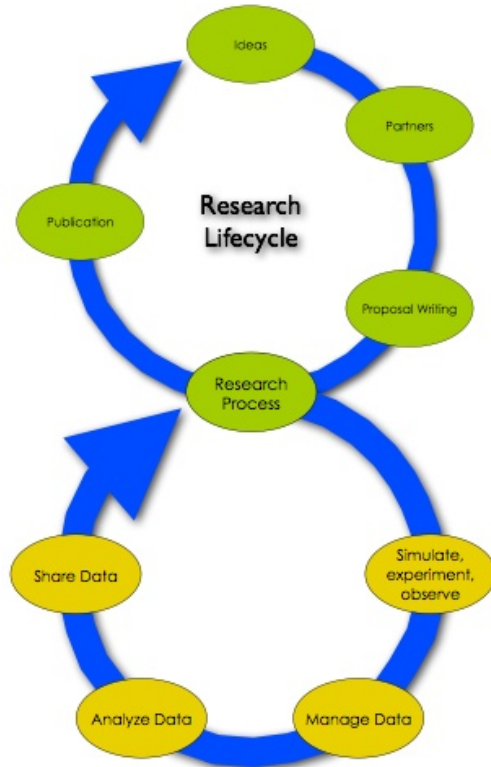 Ideas
Partners
Publication
Research
Lifecycle
Proposal Writing
Research
Process
Share Data
Simulate,
experiment,
observe
Analyze Data
Manage Data